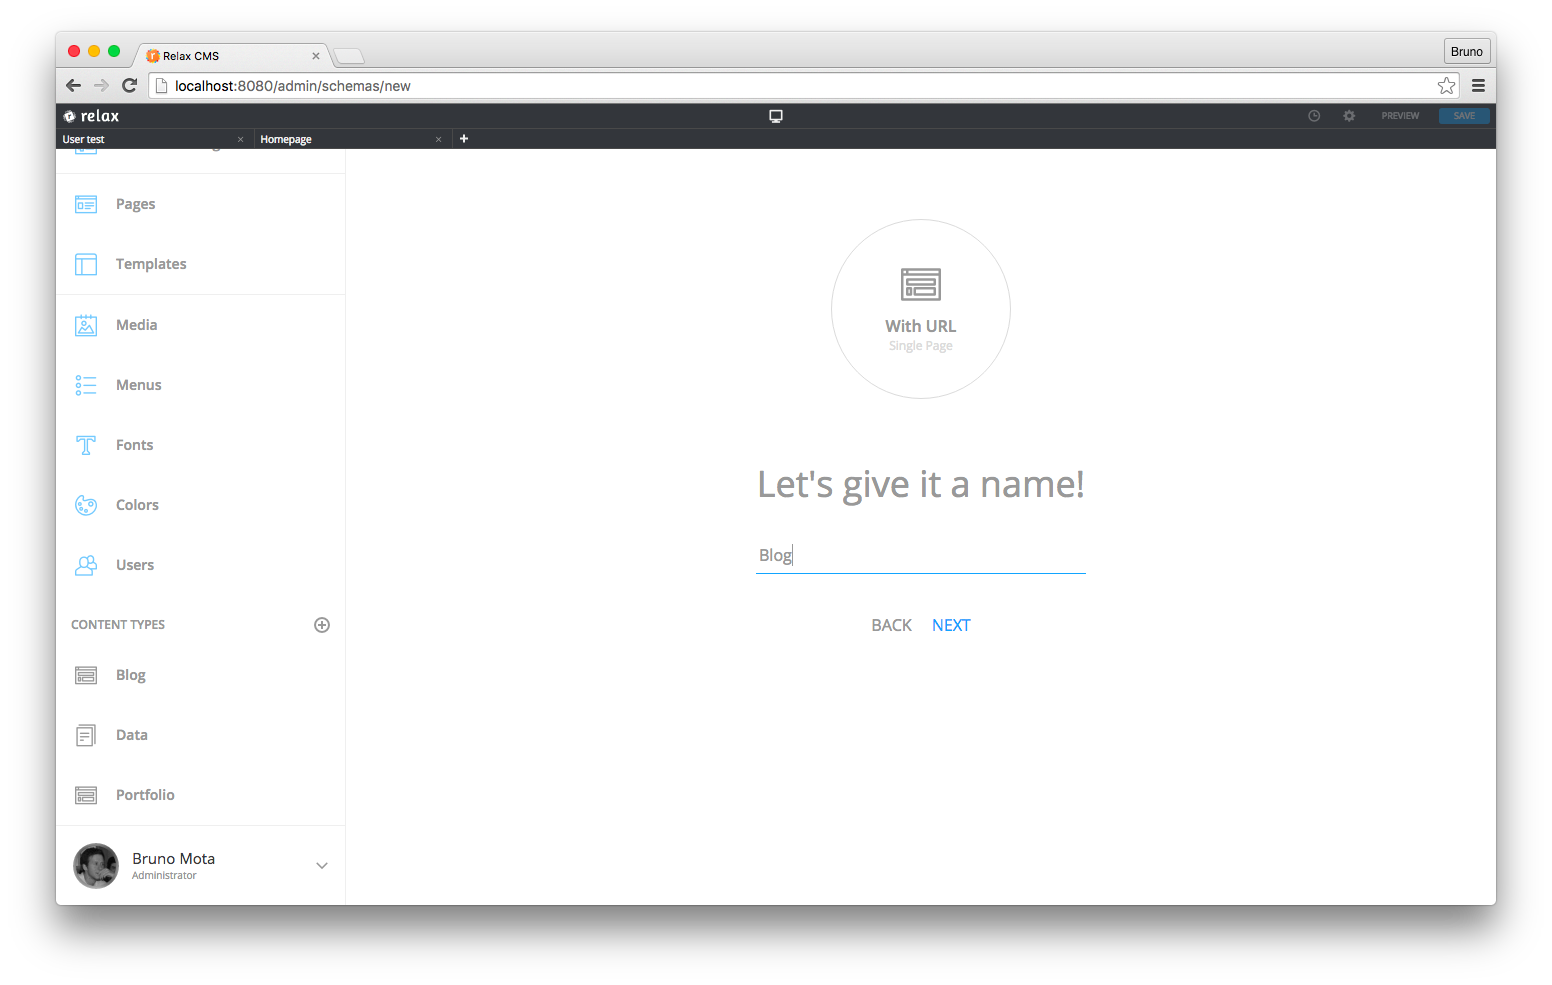 Relax CMS
Bruno
localhost:8080/admin/schemas/new
relax
PREVIEW
SAVE
User test
Homepage
Pages
Templates
Media
Menus
Fonts
Colors
Users
CONTENT TYPES
Blog
Data
Portfolio
Bruno Mota
Administrator
With URL
Single Page
Let's give it a name!
Blog
BACK NEXT